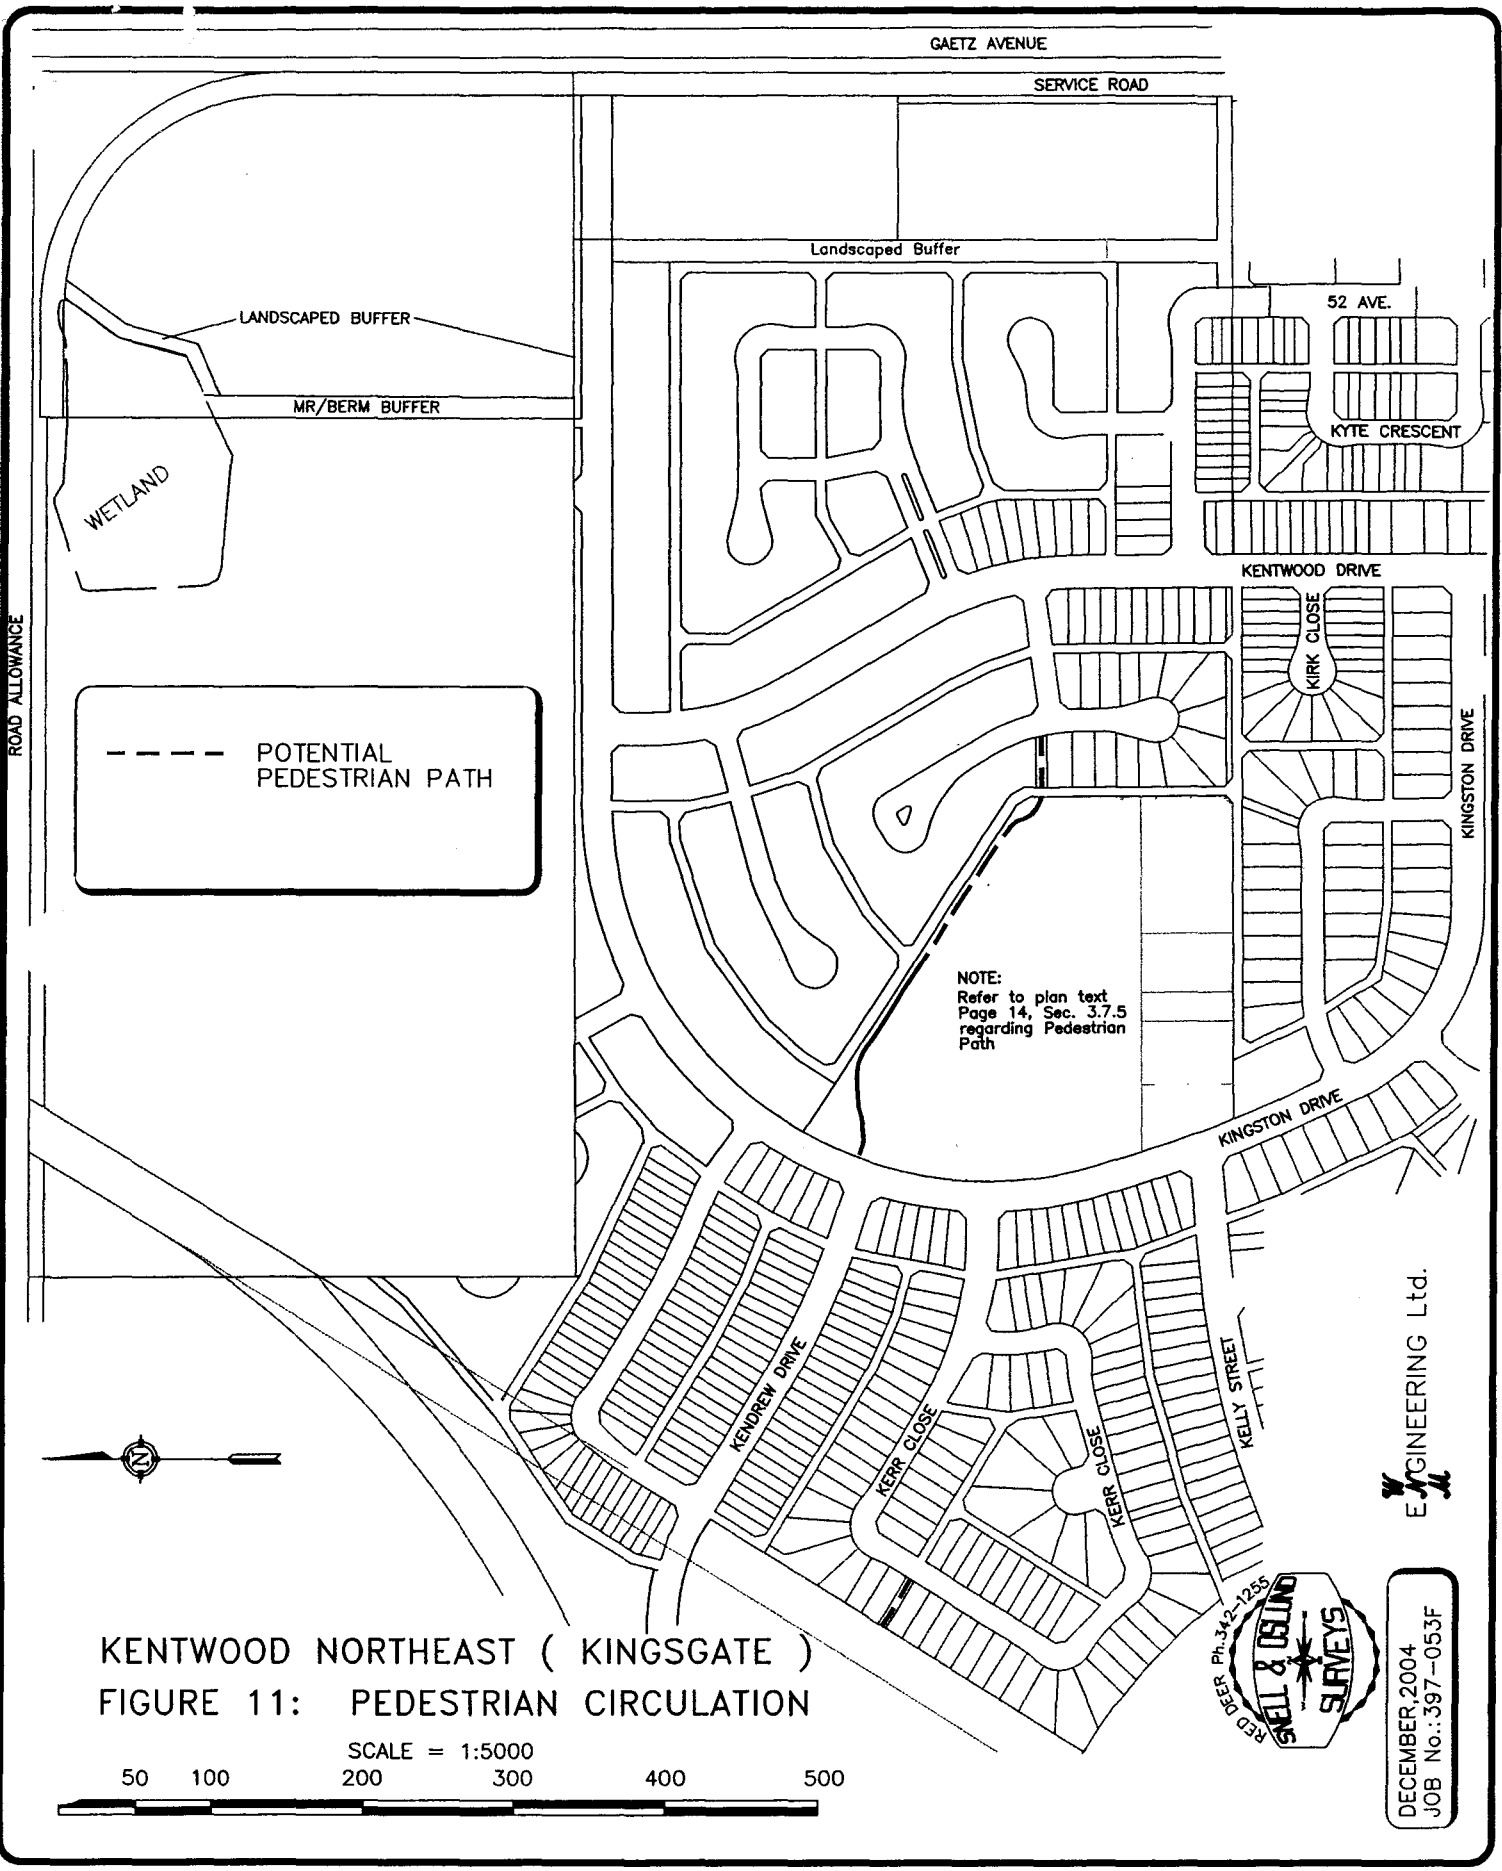 GAETZ AVENUE
SERVICE ROAD
Landscaped Buffer
52 AVE.
LANDSCAPED BUFFER
MR/BERM BUFFER
KYTE CRESCENT
WETLAND
KENTWOOD DRIVE
KIRK CLOSE
ROAD ALLOWANCE
KINGSTON DRIVE
POTENTIAL
PEDESTRIAN PATH
NOTE:
Refer to plan text
Page 14, Sec. 3.7.5
regarding Pedestrian
Path
KINGSTON DRIVE
KENDREW DRIVE
KERR CLOSE
KERR CLOSE
KELLY STREET
N
ENGINEERING Ltd.
RED DEER Ph.342-1255
SNELL & OSLUND
SURVEYS
DECEMBER,2004
JOB No.:397-053F
KENTWOOD NORTHEAST ( KINGSGATE )
FIGURE 11: PEDESTRIAN CIRCULATION
SCALE = 1:5000
50 100 200 300 400 500